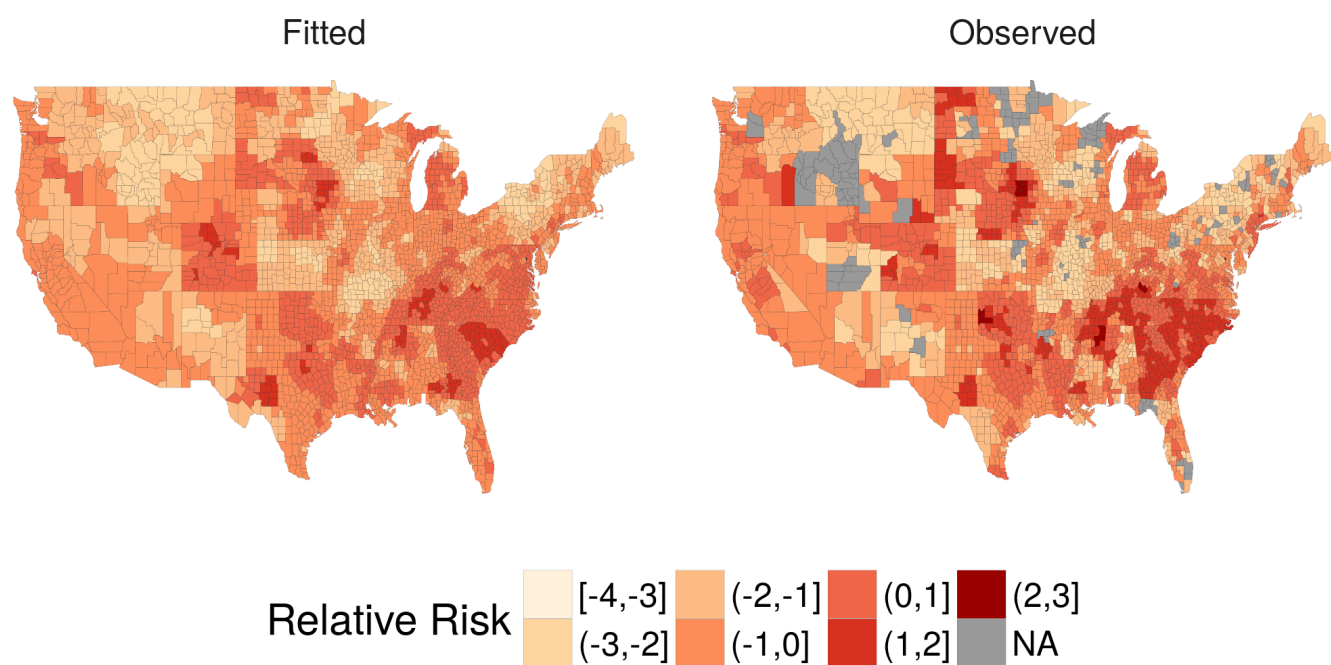 Fitted
Observed
Relative Risk
[-4,-3]
(-2,-1]
(0,1]
(2,3]
(-3,-2]
(-1,0]
(1,2]
NA